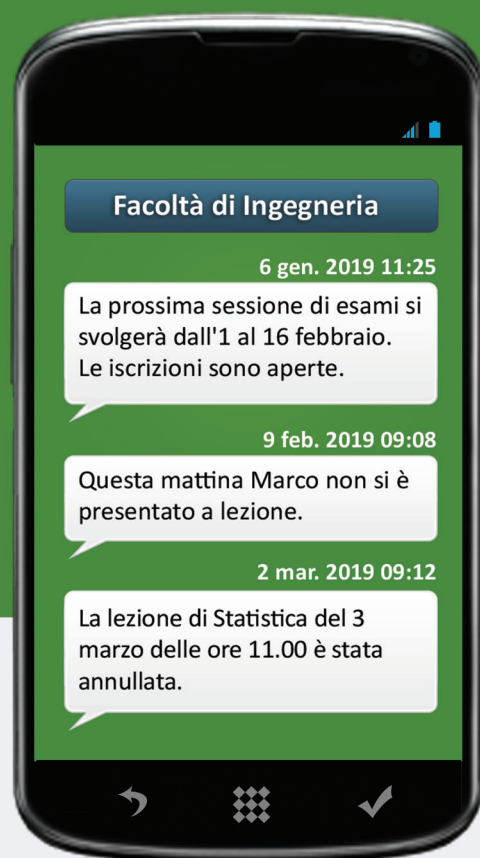 Facoltà di Ingegneria
6 gen. 2019 11:25
La prossima sessione di esami si
svolgerà dall'1 al 16 febbraio.
Le iscrizioni sono aperte.
9 feb. 2019 09:08
Questa mattina Marco non si è
presentato a lezione.
2 mar. 2019 09:12
La lezione di Statistica del 3
marzo delle ore 11.00 è stata
annullata.